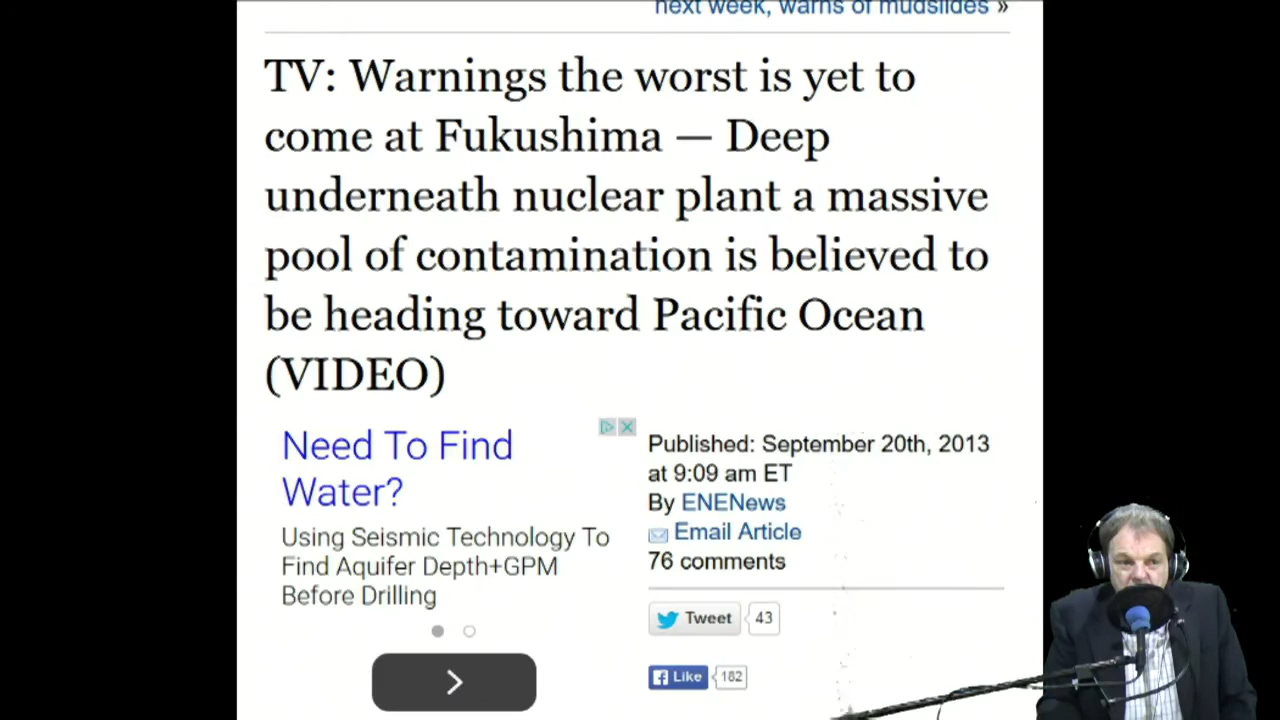 next week, warns of mudslides »
TV: Warnings the worst is yet to
come at Fukushima — Deep
underneath nuclear plant a massive
pool of contamination is believed to
be heading toward Pacific Ocean
(VIDEO)
Need To Find
Water?
Using Seismic Technology To
Find Aquifer Depth+GPM
Before Drilling
Published: September 20th, 2013
at 9:09 am ET
By ENENews
Email Article
76 comments
Tweet 43
Like 182